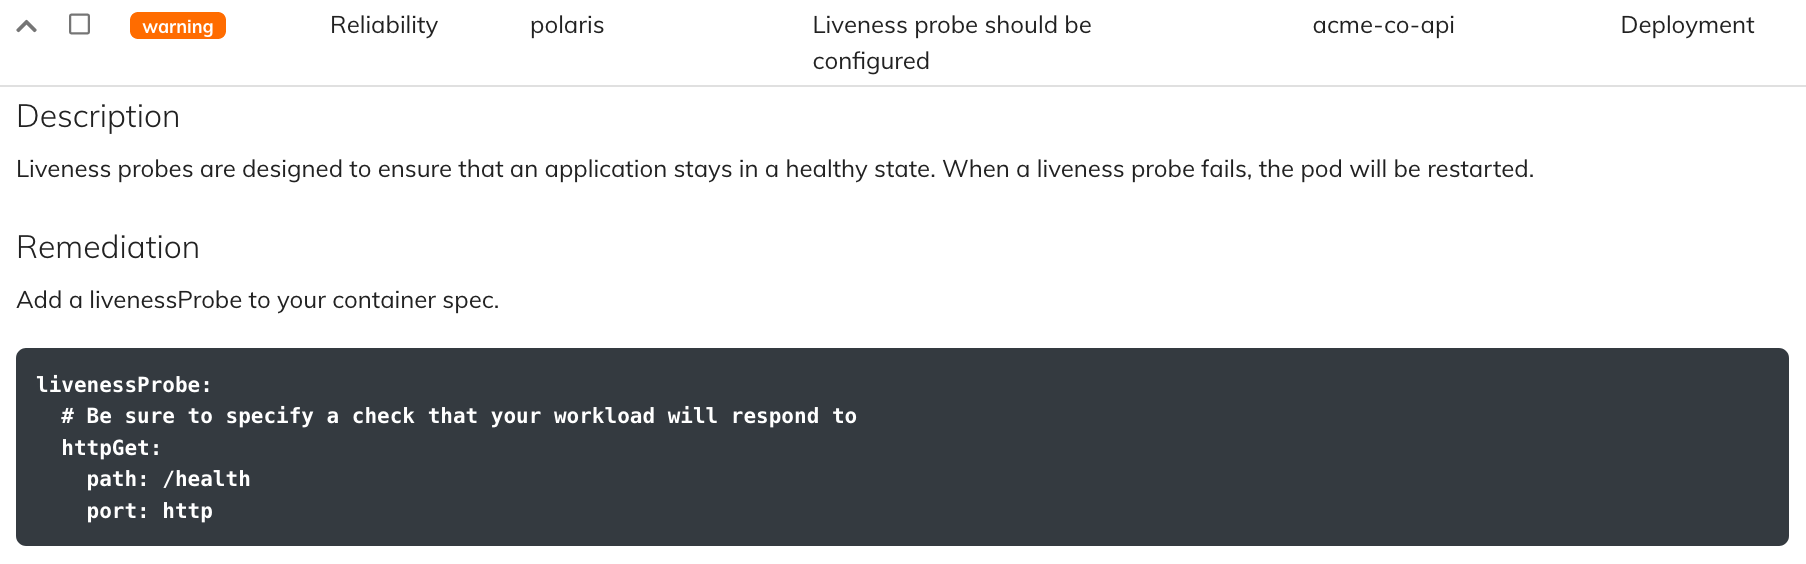 warning Reliability polaris Liveness probe should be acme-co-api Deployment
configured
Description
Liveness probes are designed to ensure that an application stays in a healthy state. When a liveness probe fails, the pod will be restarted.
Remediation
Add a livenessProbe to your container spec.
livenessProbe:
  # Be sure to specify a check that your workload will respond to
  httpGet:
    path: /health
    port: http